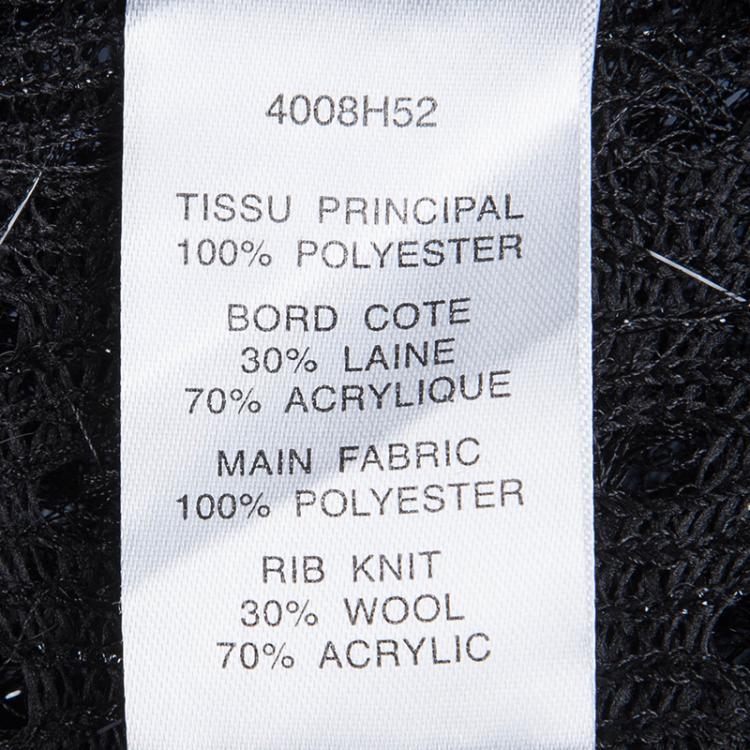 4008H52
TISSU PRINCIPAL
100% POLYESTER
BORD COTE
30% LAINE
70% ACRYLIQUE
MAIN FABRIC
100% POLYESTER
RIB KNIT
30% WOOL
70% ACRYLIC